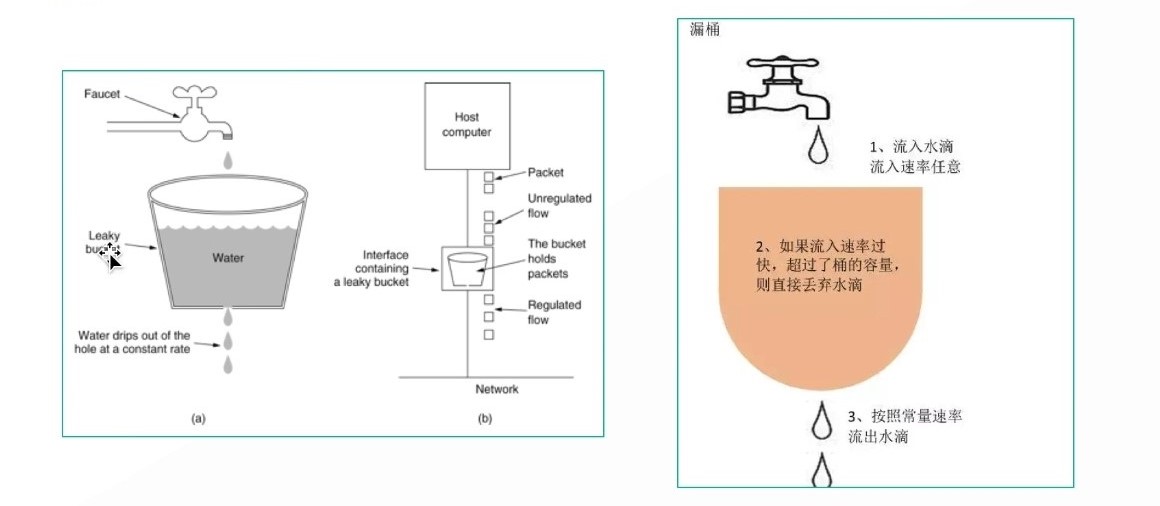 Faucet
Leaky
Water
Water drips out of the
hole at a constant rate
(a)
Host
computer
Packet
Unregulated
flow
The bucket
holds
packets
Interface
containing
a leaky bucket
Regulated
flow
Network
(b)
漏桶
1、流入水滴
流入速率任意
2、如果流入速率过
快，超过了桶的容量，
则直接丢弃水滴
3、按照常量速率
流出水滴